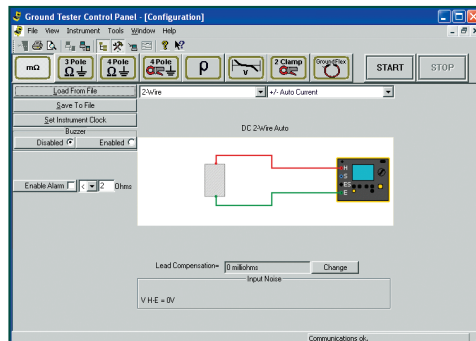 Ground Tester Control Panel - [Configuration]
File View Instrument Tools Window Help
mΩ
3 Pole
Ω
4 Pole
Ω
4 Pole
ρ
V
2 Clamp
GroundFlex
START
STOP
Load From File
Save To File
Set Instrument Clock
Buzzer
Disabled
Enabled
Enable Alarm
< 2 Ohms
2-Wire
+/- Auto Current
DC 2-Wire Auto
H
S
ES
E
Lead Compensation= 0 milliohms Change
Input Noise
V H-E = 0V
Communications ok.